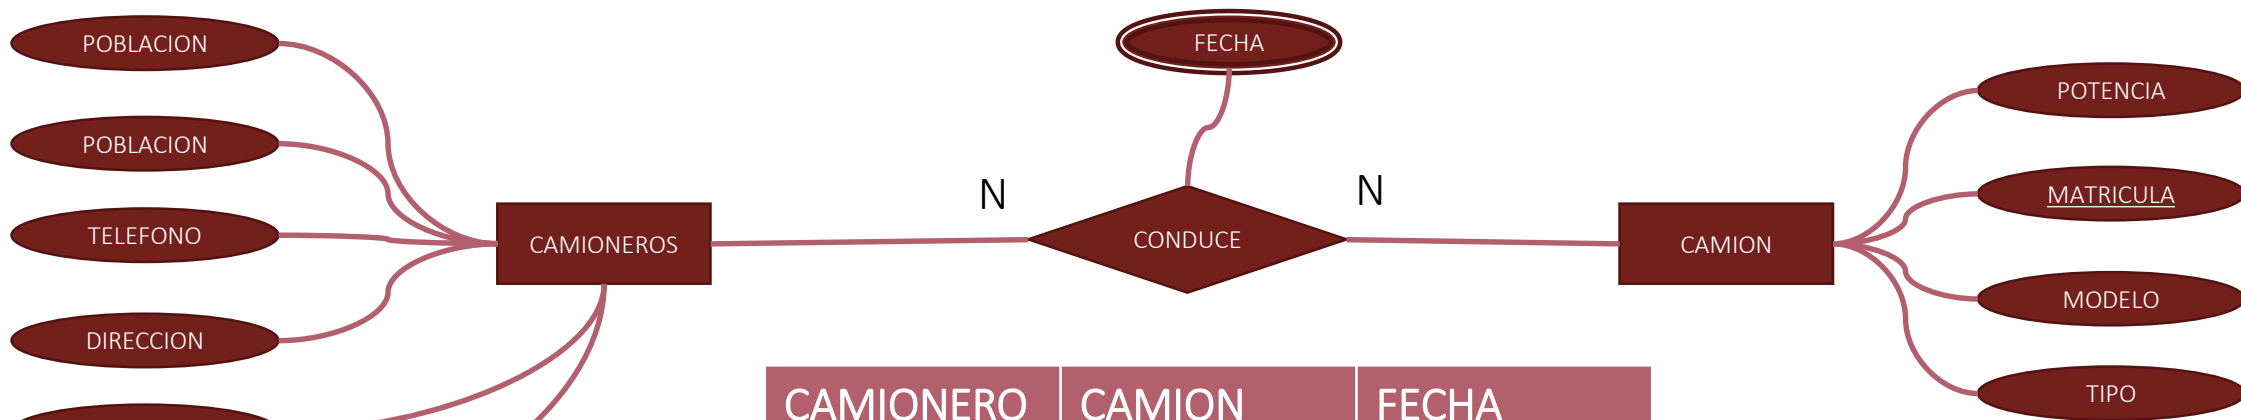 POBLACION
FECHA
POTENCIA
POBLACION
MATRICULA
N
N
TELEFONO
CAMIONEROS
CONDUCE
CAMION
DIRECCION
MODELO
CAMIONERO
CAMION
FECHA
TIPO